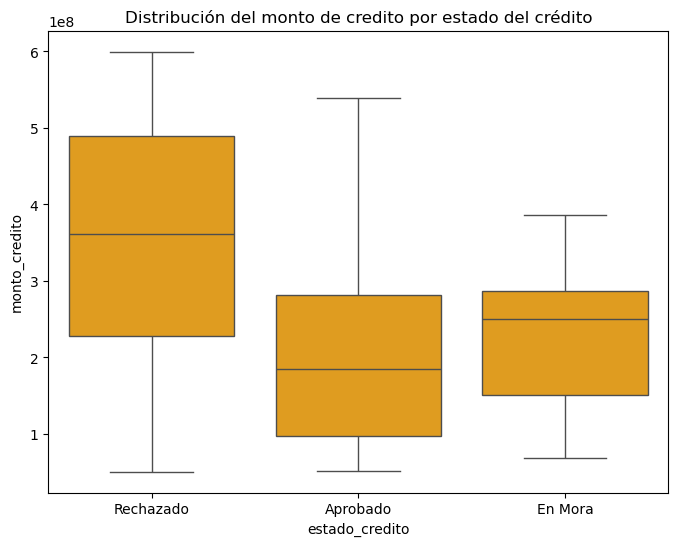 Distribución del monto de credito por estado del crédito
1e8
6
5
4
3
2
1
monto_credito
Rechazado
Aprobado
En Mora
estado_credito